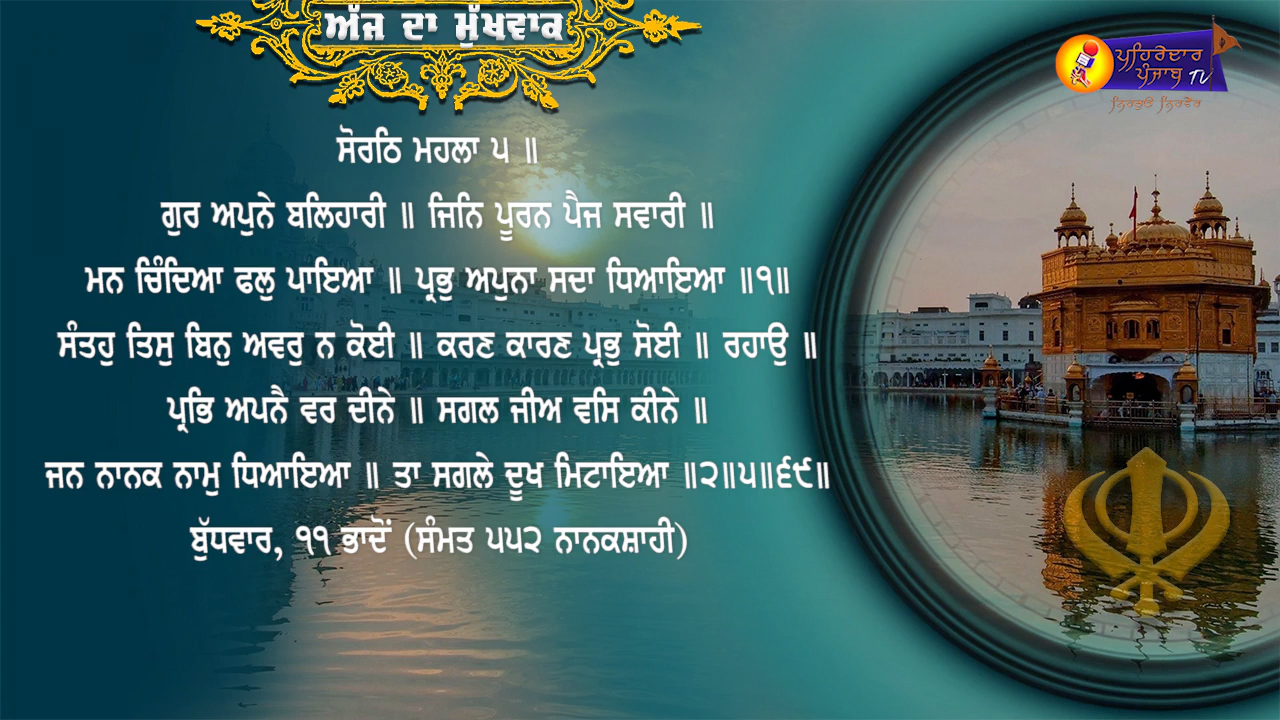 ਅੱਜ ਦਾ ਮੁੱਖਵਾਕ
ਪਹਿਰੇਦਾਰ
ਪੰਜਾਬ TV
ਨਿਰਭਉ ਨਿਰਵੈਰ
ਸੋਰਠਿ ਮਹਲਾ ੫ ॥
ਗੁਰ ਅਪੁਨੇ ਬਲਿਹਾਰੀ ॥ ਜਿਨਿ ਪੂਰਨ ਪੈਜ ਸਵਾਰੀ ॥
ਮਨ ਚਿੰਦਿਆ ਫਲੁ ਪਾਇਆ ॥ ਪ੍ਰਭੁ ਅਪੁਨਾ ਸਦਾ ਧਿਆਇਆ ॥੧॥
ਸੰਤਹੁ ਤਿਸੁ ਬਿਨੁ ਅਵਰੁ ਨ ਕੋਈ ॥ ਕਰਣ ਕਾਰਣ ਪ੍ਰਭੁ ਸੋਈ ॥ ਰਹਾਉ ॥
ਪ੍ਰਭਿ ਅਪਨੈ ਵਰ ਦੀਨੇ ॥ ਸਗਲ ਜੀਅ ਵਸਿ ਕੀਨੇ ॥
ਜਨ ਨਾਨਕ ਨਾਮੁ ਧਿਆਇਆ ॥ ਤਾ ਸਗਲੇ ਦੂਖ ਮਿਟਾਇਆ ॥੨॥੫॥੬੯॥
ਬੁੱਧਵਾਰ, ੧੧ ਭਾਦੋਂ (ਸੰਮਤ ੫੫੨ ਨਾਨਕਸ਼ਾਹੀ)